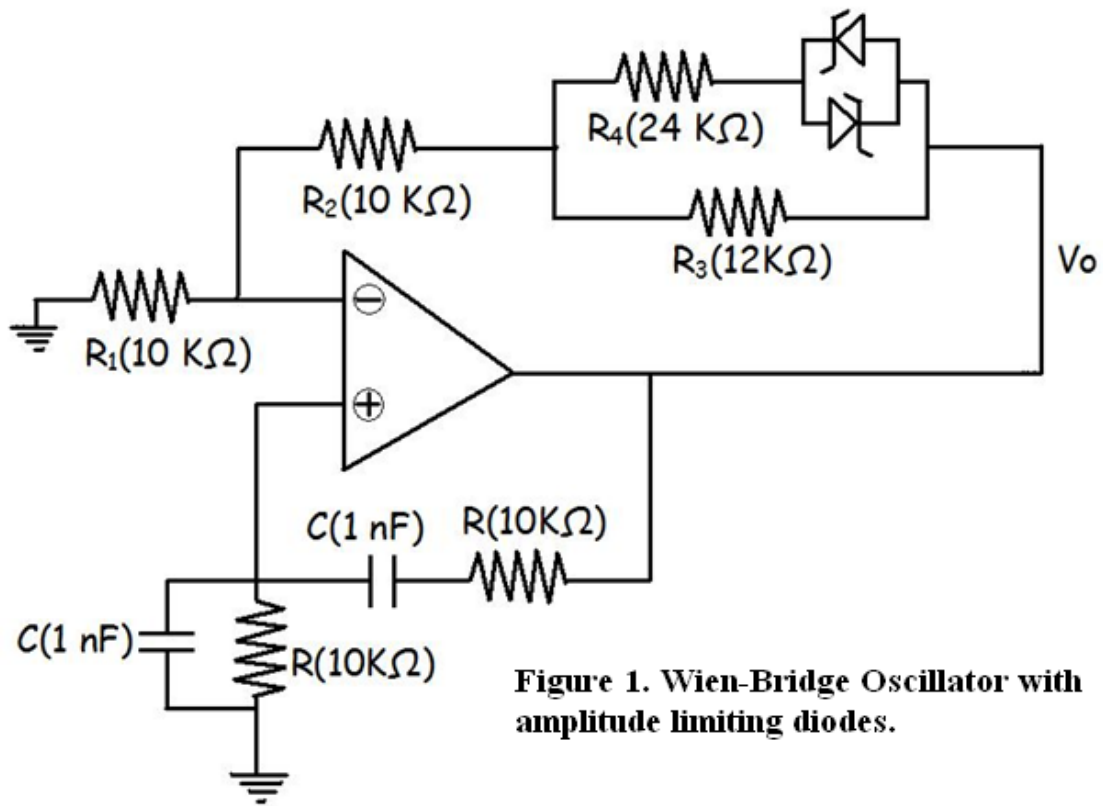 R₄(24 KΩ)
R₂(10 KΩ)
R₃(12KΩ)
Vo
R₁(10 KΩ)
C(1 nF)
R(10KΩ)
C(1 nF)
R(10KΩ)
Figure 1. Wien-Bridge Oscillator with
amplitude limiting diodes.